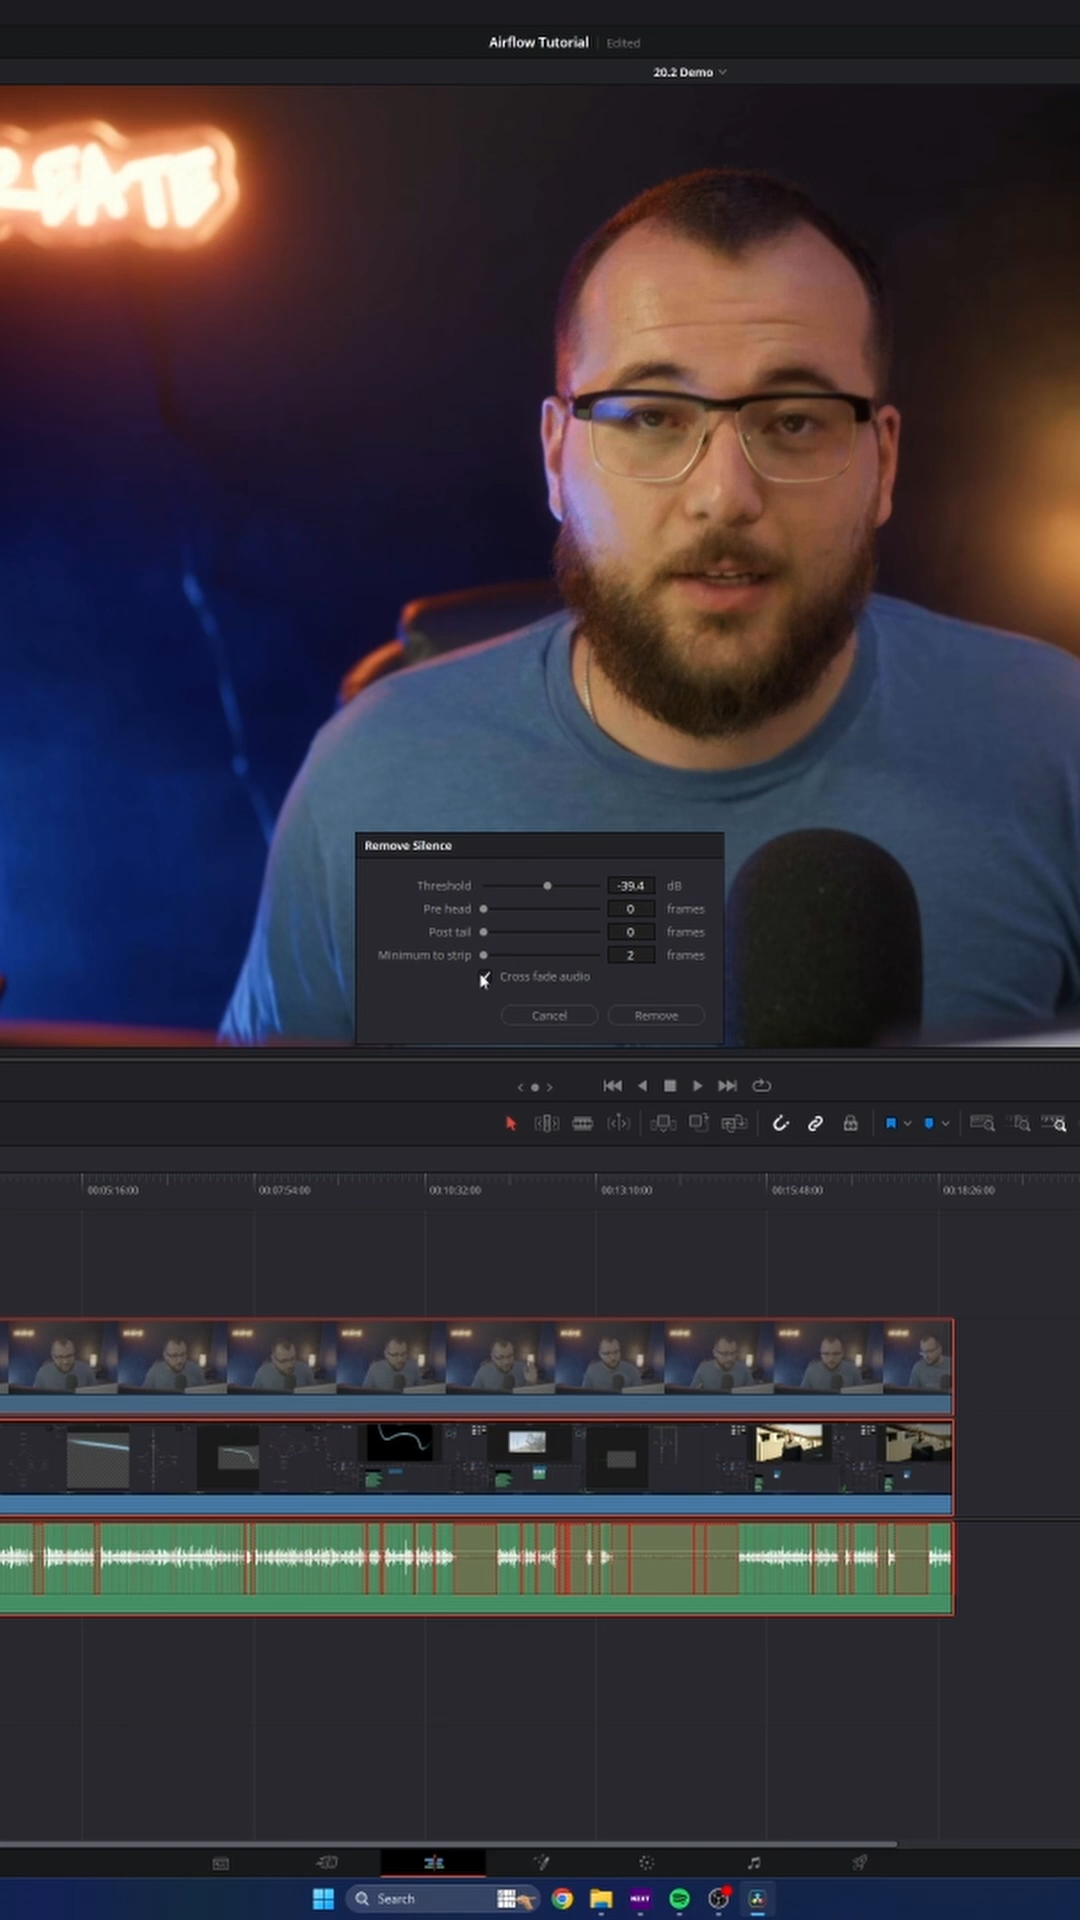 Airflow Tutorial Edited
20.2 Demo
REATE
Remove Silence
Threshold -39.4 dB
Pre head 0 frames
Post tail 0 frames
Minimum to strip 2 frames
Cross fade audio
Cancel Remove
00:05:16:00 00:07:54:00 00:10:32:00 00:13:10:00 00:15:48:00 00:18:26:00
Search